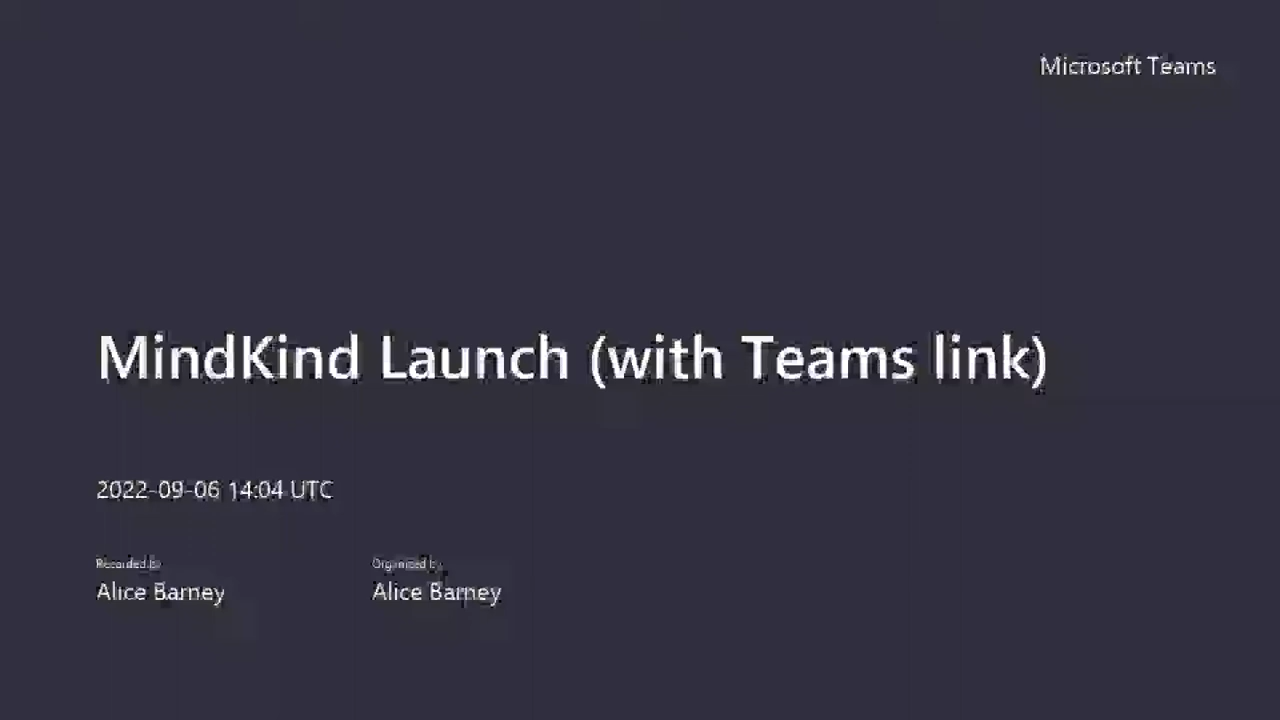 Microsoft Teams
MindKind Launch (with Teams link)
2022-09-06 14:04 UTC
Recorded by
Organized by
Alice Barney
Alice Barney